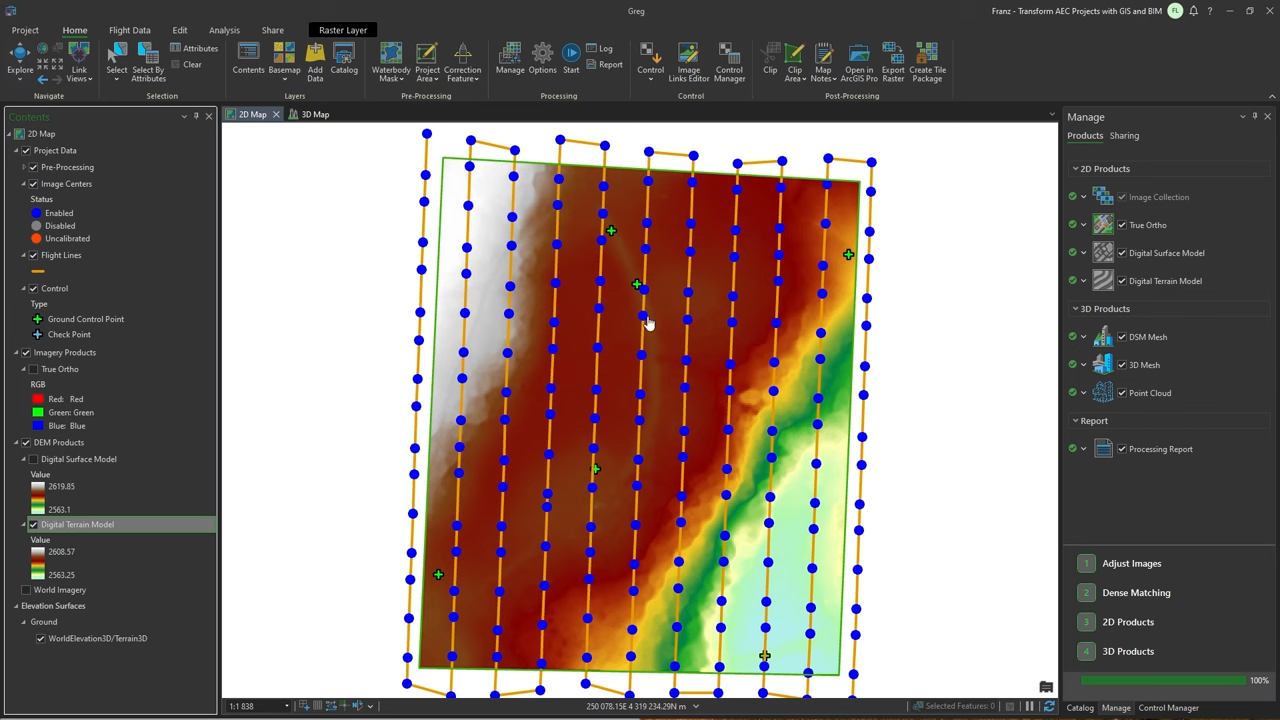 Greg
Franz - Transform AEC Projects with GIS and BIM
FL
Project
Home
Flight Data
Edit
Analysis
Share
Raster Layer
Explore
Link Views
Navigate
Select
Select By Attributes
Attributes
Clear
Selection
Contents
Basemap
Add Data
Catalog
Layers
Waterbody Mask
Project Area
Correction Feature
Pre-Processing
Manage
Options
Start
Log
Report
Processing
Control
Image Links Editor
Control Manager
Control
Clip
Clip Area
Map Notes
Open in ArcGIS Pro
Export Raster
Create Tile Package
Post-Processing
Contents
2D Map
Project Data
Pre-Processing
Image Centers
Status
Enabled
Disabled
Uncalibrated
Flight Lines
Control
Type
Ground Control Point
Check Point
Imagery Products
True Ortho
RGB
Red: Red
Green: Green
Blue: Blue
DEM Products
Digital Surface Model
Value
2619.85
2563.1
Digital Terrain Model
Value
2608.57
2563.25
World Imagery
Elevation Surfaces
Ground
WorldElevation3D/Terrain3D
2D Map
3D Map
1:1 838
250 078.15E 4 319 234.29N m
Selected Features: 0
Manage
Products
Sharing
2D Products
Image Collection
True Ortho
Digital Surface Model
Digital Terrain Model
3D Products
DSM Mesh
3D Mesh
Point Cloud
Report
Processing Report
1 Adjust Images
2 Dense Matching
3 2D Products
4 3D Products
100%
Catalog
Manage
Control Manager